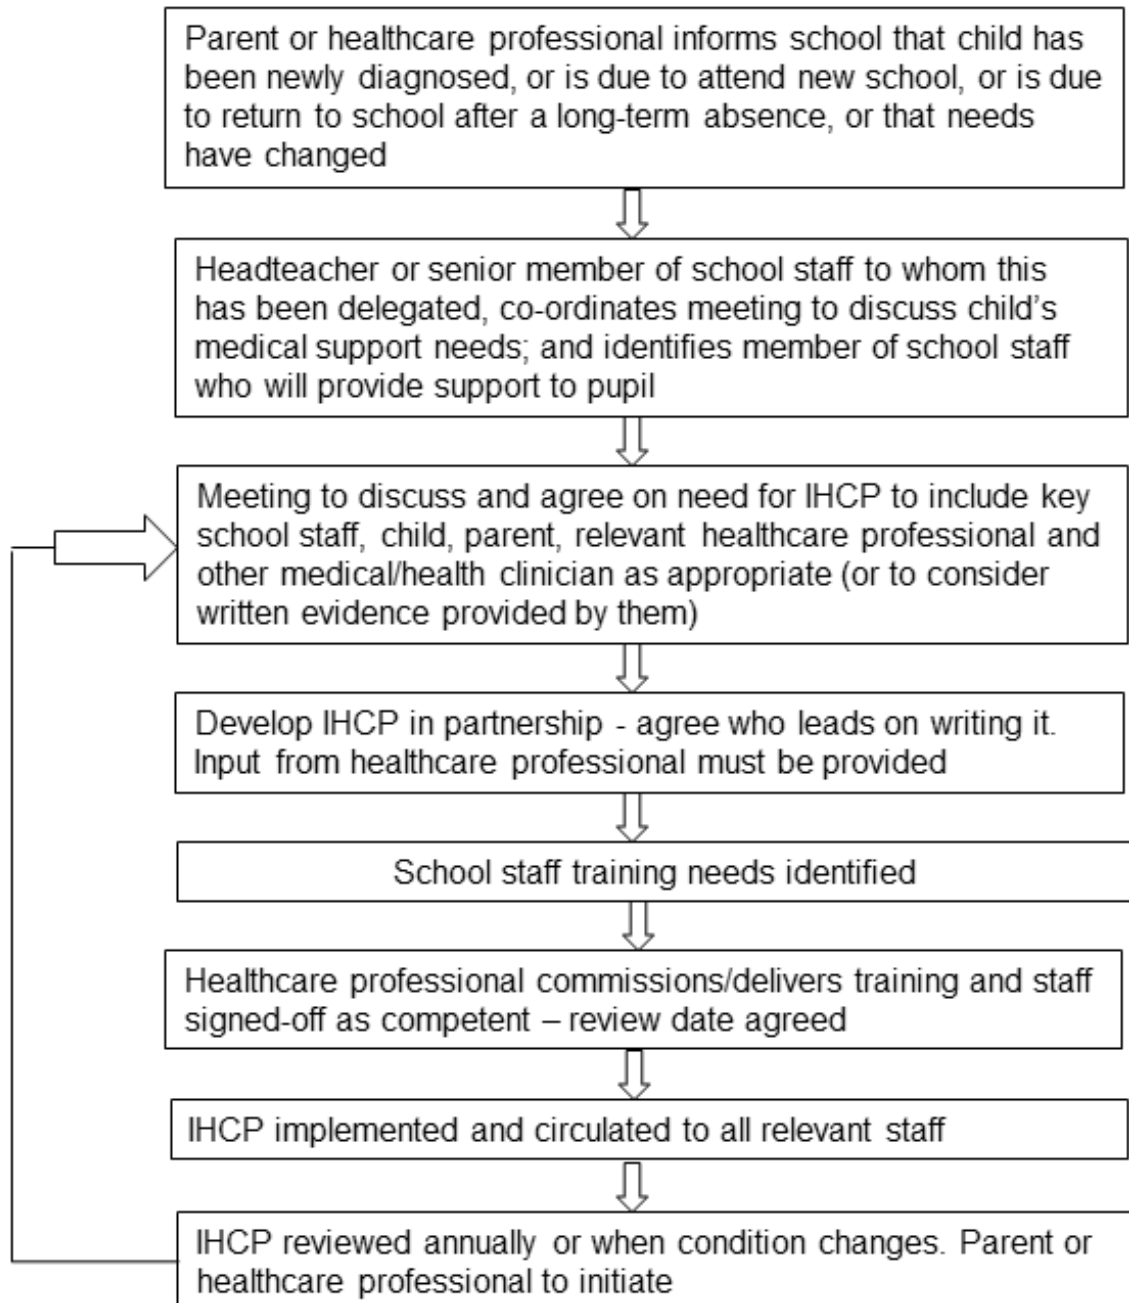 Parent or healthcare professional informs school that child has
been newly diagnosed, or is due to attend new school, or is due
to return to school after a long-term absence, or that needs
have changed
Headteacher or senior member of school staff to whom this
has been delegated, co-ordinates meeting to discuss child's
medical support needs; and identifies member of school staff
who will provide support to pupil
Meeting to discuss and agree on need for IHCP to include key
school staff, child, parent, relevant healthcare professional and
other medical/health clinician as appropriate (or to consider
written evidence provided by them)
Develop IHCP in partnership - agree who leads on writing it.
Input from healthcare professional must be provided
School staff training needs identified
Healthcare professional commissions/delivers training and staff
signed-off as competent – review date agreed
IHCP implemented and circulated to all relevant staff
IHCP reviewed annually or when condition changes. Parent or
healthcare professional to initiate